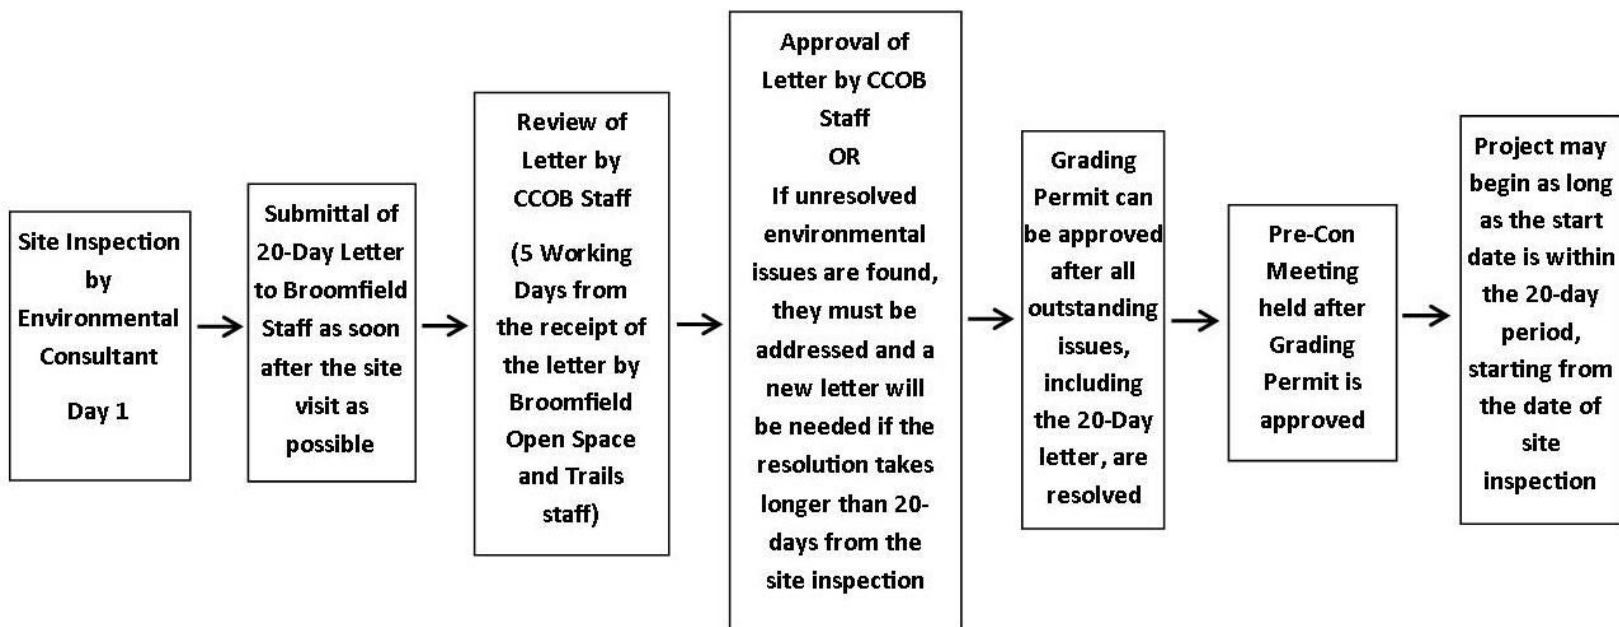 Site Inspection
by
Environmental
Consultant
Day 1
Submittal of
20-Day Letter
to Broomfield
Staff as soon
after the site
visit as
possible
Review of
Letter by
CCOB Staff
(5 Working
Days from
the receipt of
the letter by
Broomfield
Open Space
and Trails
staff)
Approval of
Letter by CCOB
Staff
OR
If unresolved
environmental
issues are found,
they must be
addressed and a
new letter will
be needed if the
resolution takes
longer than 20-
days from the
site inspection
Grading
Permit can
be approved
after all
outstanding
issues,
including
the 20-Day
letter, are
resolved
Pre-Con
Meeting
held after
Grading
Permit is
approved
Project may
begin as long
as the start
date is within
the 20-day
period,
starting from
the date of
site
inspection